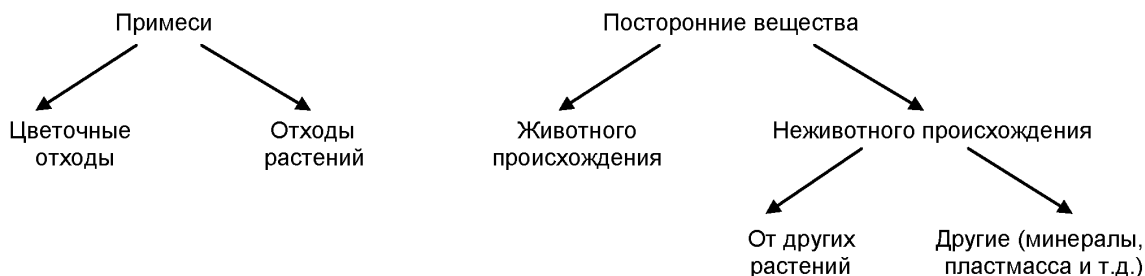 Примеси
Посторонние вещества
Цветочные
отходы
Отходы
растений
Животного
происхождения
Неживотного происхождения
От других
растений
Другие (минералы,
пластмасса и т.д.)